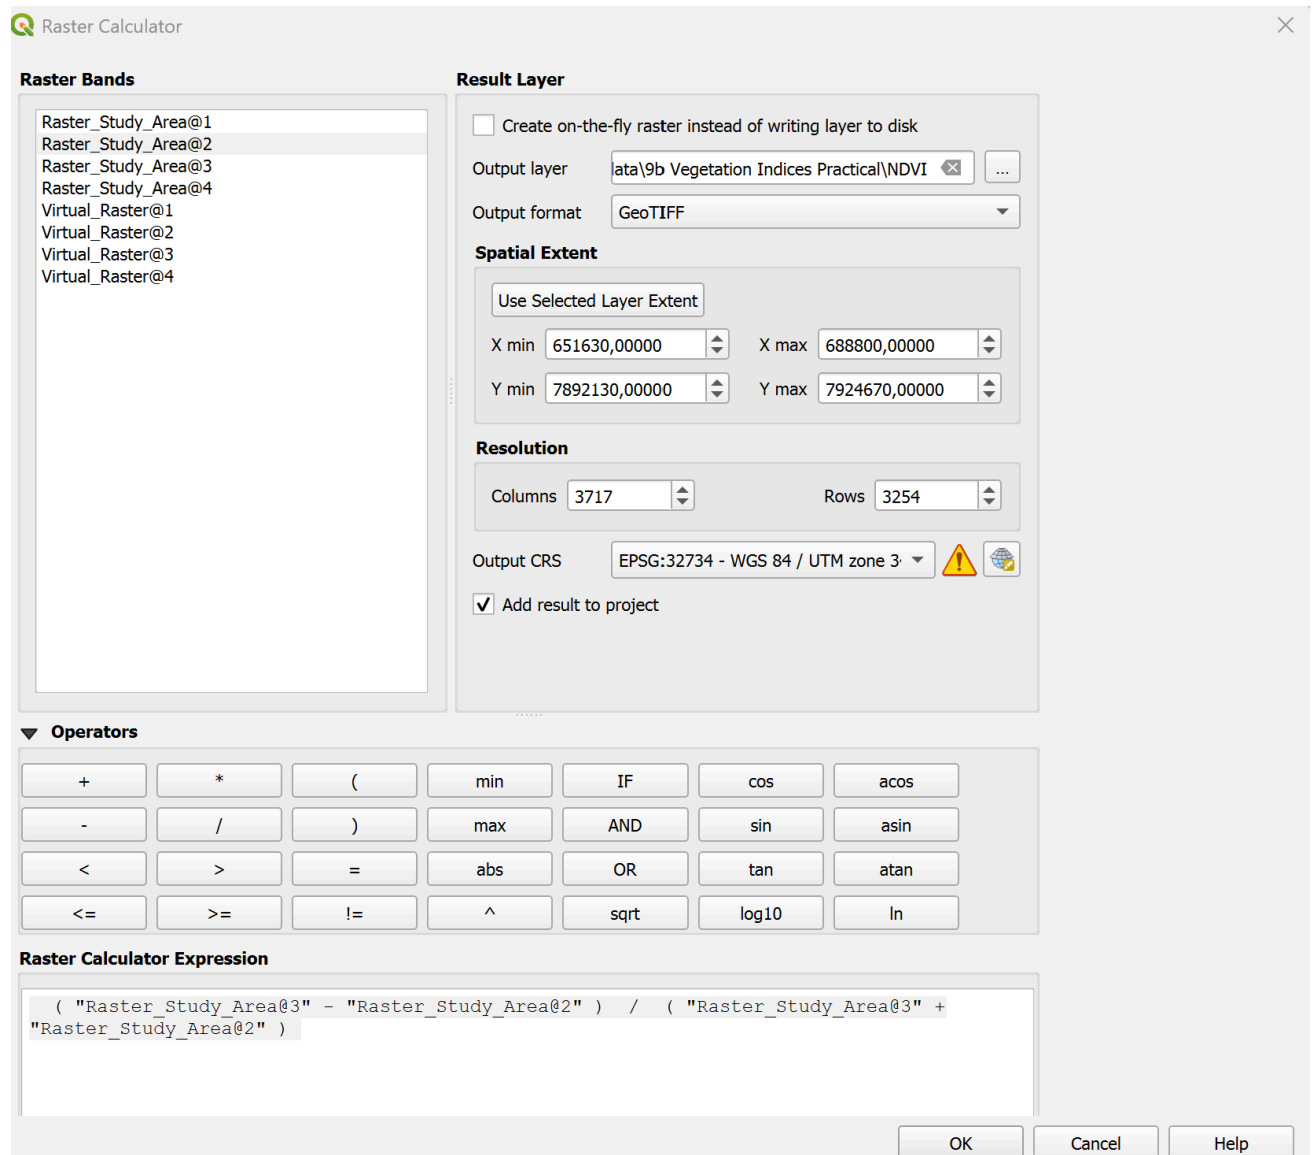 Raster Calculator
Raster Bands
Raster_Study_Area@1
Raster_Study_Area@2
Raster_Study_Area@3
Raster_Study_Area@4
Virtual_Raster@1
Virtual_Raster@2
Virtual_Raster@3
Virtual_Raster@4
Result Layer
Create on-the-fly raster instead of writing layer to disk
Output layer lata\9b Vegetation Indices Practical\NDVI ...
Output format GeoTIFF
Spatial Extent
Use Selected Layer Extent
X min 651630,00000 X max 688800,00000
Y min 7892130,00000 Y max 7924670,00000
Resolution
Columns 3717 Rows 3254
Output CRS EPSG:32734 - WGS 84 / UTM zone 3
Add result to project
Operators
+ * ( min IF cos acos
- / ) max AND sin asin
< > = abs OR tan atan
<= >= != ^ sqrt log10 ln
Raster Calculator Expression
( "Raster_Study_Area@3" - "Raster_Study_Area@2" ) / ( "Raster_Study_Area@3" +
"Raster_Study_Area@2" )
OK Cancel Help